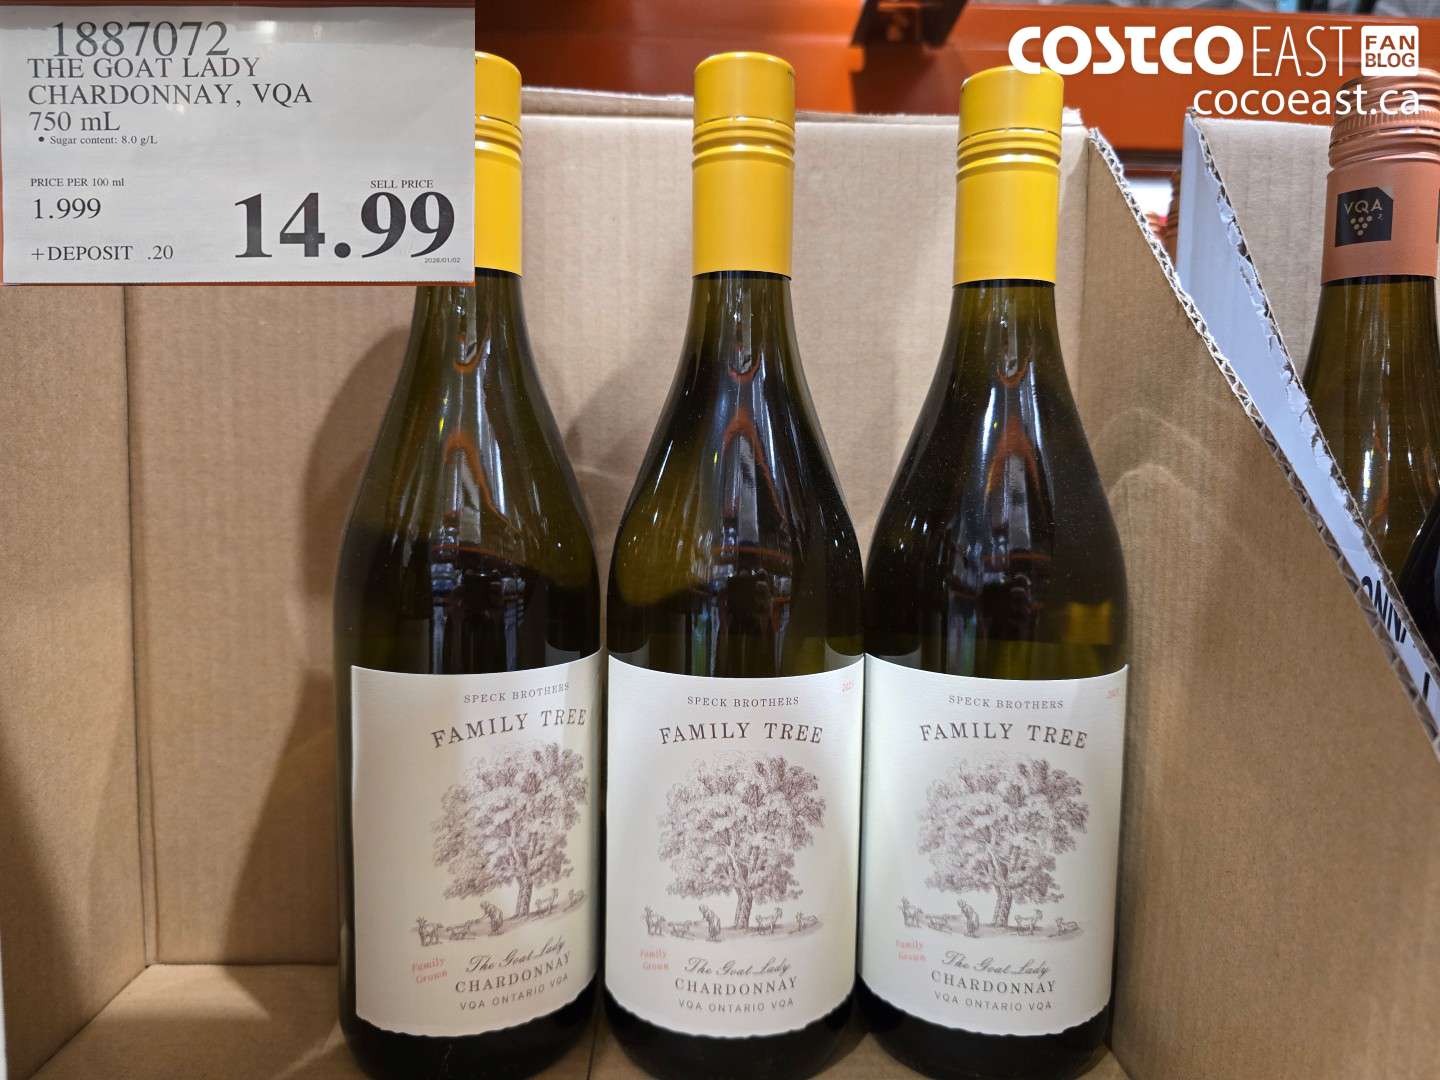 1887072
THE GOAT LADY
CHARDONNAY, VQA
750 mL
• Sugar content: 8.0 g/L
PRICE PER 100 ml
1.999
SELL PRICE
14.99
+DEPOSIT .20
2026/01/02
COSTCO EAST FAN BLOG
cocoeast.ca
VQA
SPECK BROTHERS
FAMILY TREE
Family
Grown
The Goat Lady
CHARDONNAY
VQA ONTARIO VQA
SPECK BROTHERS
FAMILY TREE
Family
Grown
The Goat Lady
CHARDONNAY
VQA ONTARIO VQA
SPECK BROTHERS
FAMILY TREE
Family
Grown
The Goat Lady
CHARDONNAY
VQA ONTARIO VQA